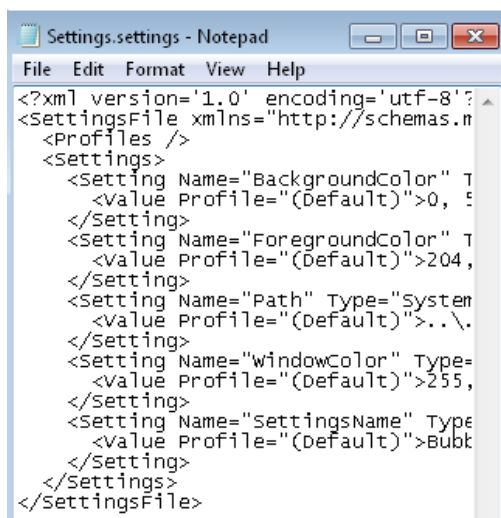 Settings.settings - Notepad
File Edit Format View Help
<?xml version='1.0' encoding='utf-8'?
<SettingsFile xmlns="http://schemas.m
  <Profiles />
  <Settings>
    <Setting Name="BackgroundColor" T
      <Value Profile="(Default)">0, 5
    </Setting>
    <Setting Name="ForegroundColor" T
      <Value Profile="(Default)">204,
    </Setting>
    <Setting Name="Path" Type="System
      <Value Profile="(Default)">..\.
    </Setting>
    <Setting Name="WindowColor" Type=
      <Value Profile="(Default)">255,
    </Setting>
    <Setting Name="SettingsName" Type
      <Value Profile="(Default)">Bubb
    </Setting>
  </Settings>
</SettingsFile>